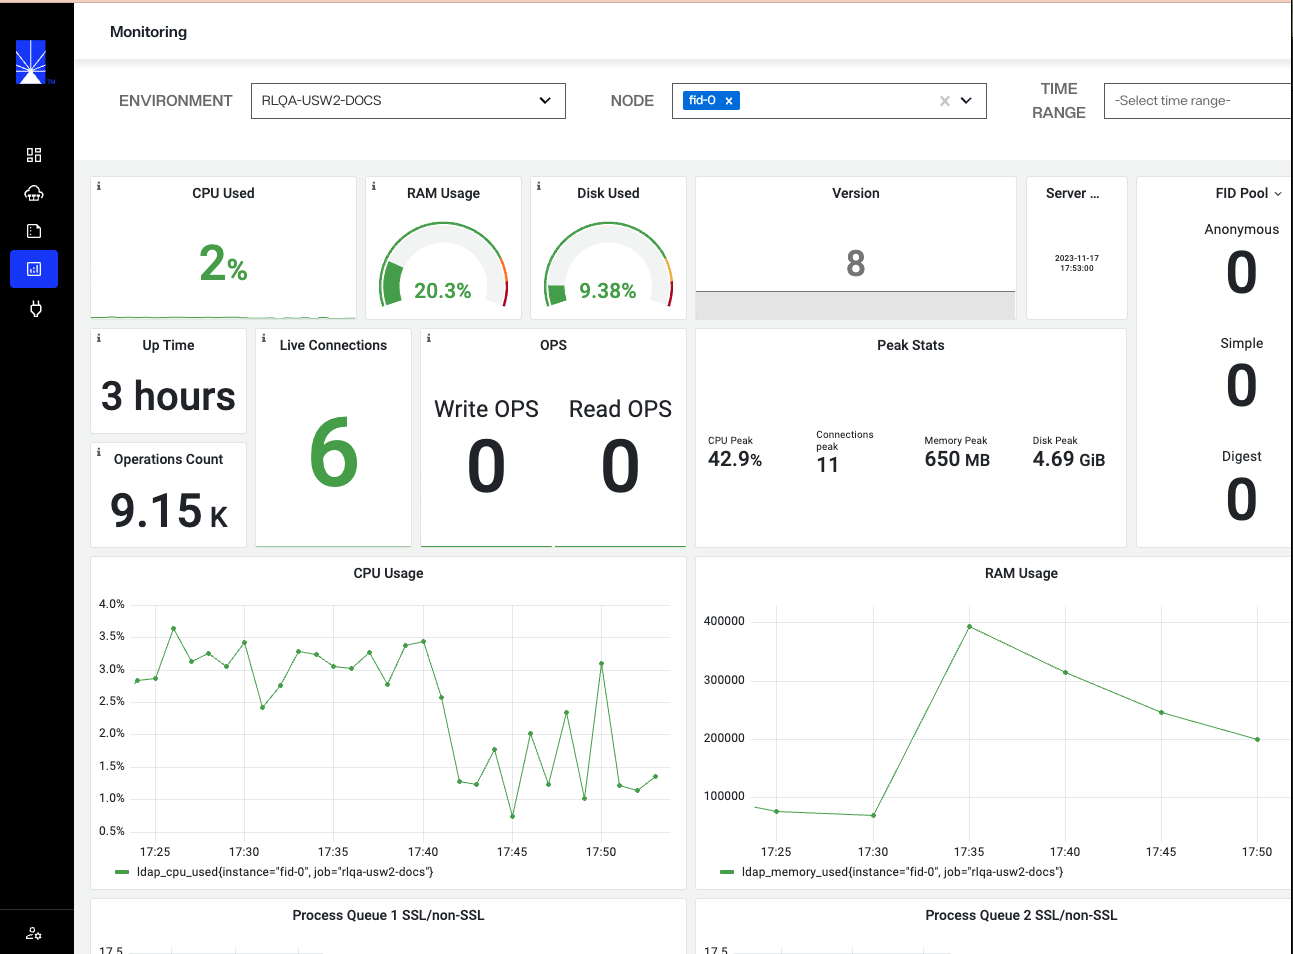 Monitoring
TM
ENVIRONMENT
RLQA-USW2-DOCS
NODE
fid-0 ×
TIME
RANGE
-Select time range-
CPU Used
2%
RAM Usage
20.3%
Disk Used
9.38%
Version
8
Server ...
2023-11-17
17:53:00
FID Pool
Anonymous
0
Simple
0
Digest
0
Up Time
3 hours
Live Connections
6
OPS
Write OPS
0
Read OPS
0
Operations Count
9.15 K
Peak Stats
CPU Peak
42.9%
Connections
peak
11
Memory Peak
650 MB
Disk Peak
4.69 GiB
CPU Usage
4.0%
3.5%
3.0%
2.5%
2.0%
1.5%
1.0%
0.5%
17:25 17:30 17:35 17:40 17:45 17:50
ldap_cpu_used{instance="fid-0", job="rlqa-usw2-docs"}
RAM Usage
400000
300000
200000
100000
17:25 17:30 17:35 17:40 17:45 17:50
ldap_memory_used{instance="fid-0", job="rlqa-usw2-docs"}
Process Queue 1 SSL/non-SSL
17.5
Process Queue 2 SSL/non-SSL
17.5